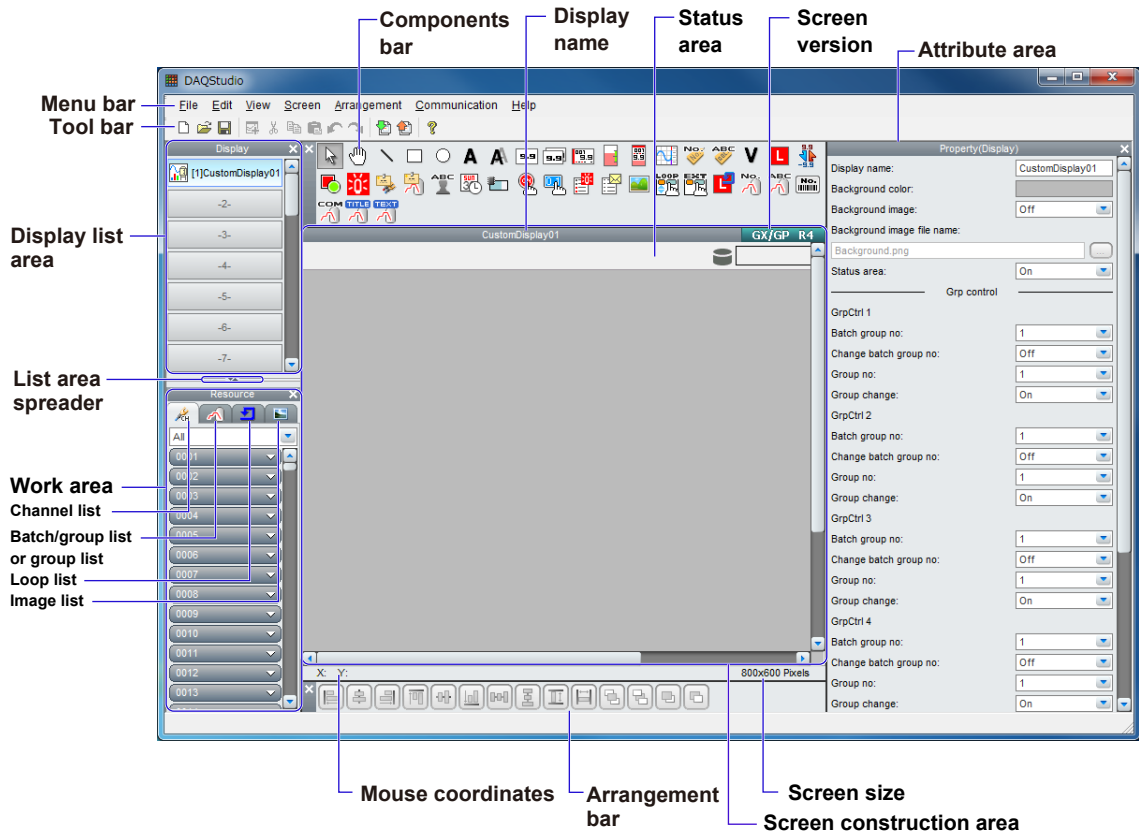 Components
bar
Display
name
Status
area
Screen
version
Attribute area
DAQStudio
Menu bar
File Edit View Screen Arrangement Communication Help
Tool bar
Display
[1]CustomDisplay01
-2-
-3-
-4-
-5-
-6-
-7-
Display list
area
List area
spreader
CustomDisplay01
GX/GP R4
Resource
All
0001
0002
0003
0004
0005
0006
0007
0008
0009
0010
0011
0012
0013
Work area
Channel list
Batch/group list
or group list
Loop list
Image list
X: Y:
800x600 Pixels
Property(Display)
Display name: CustomDisplay01
Background color:
Background image: Off
Background image file name:
Background.png ...
Status area: On
Grp control
GrpCtrl 1
Batch group no: 1
Change batch group no: Off
Group no: 1
Group change: On
GrpCtrl 2
Batch group no: 1
Change batch group no: Off
Group no: 1
Group change: On
GrpCtrl 3
Batch group no: 1
Change batch group no: Off
Group no: 1
Group change: On
GrpCtrl 4
Batch group no: 1
Change batch group no: Off
Group no: 1
Group change: On
Mouse coordinates
Arrangement
bar
Screen size
Screen construction area